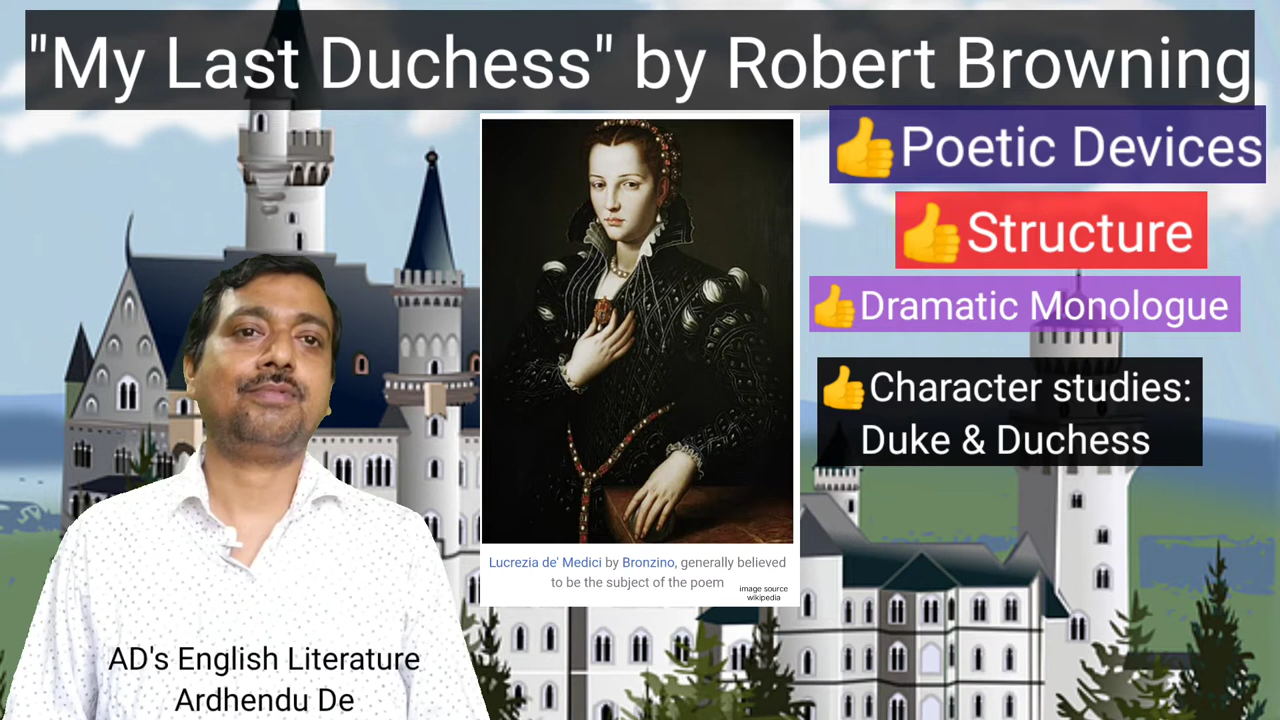 "My Last Duchess" by Robert Browning
👍Poetic Devices
👍Structure
👍Dramatic Monologue
👍Character studies:
Duke & Duchess
Lucrezia de' Medici by Bronzino, generally believed
to be the subject of the poem
image source
wikipedia
AD's English Literature
Ardhendu De